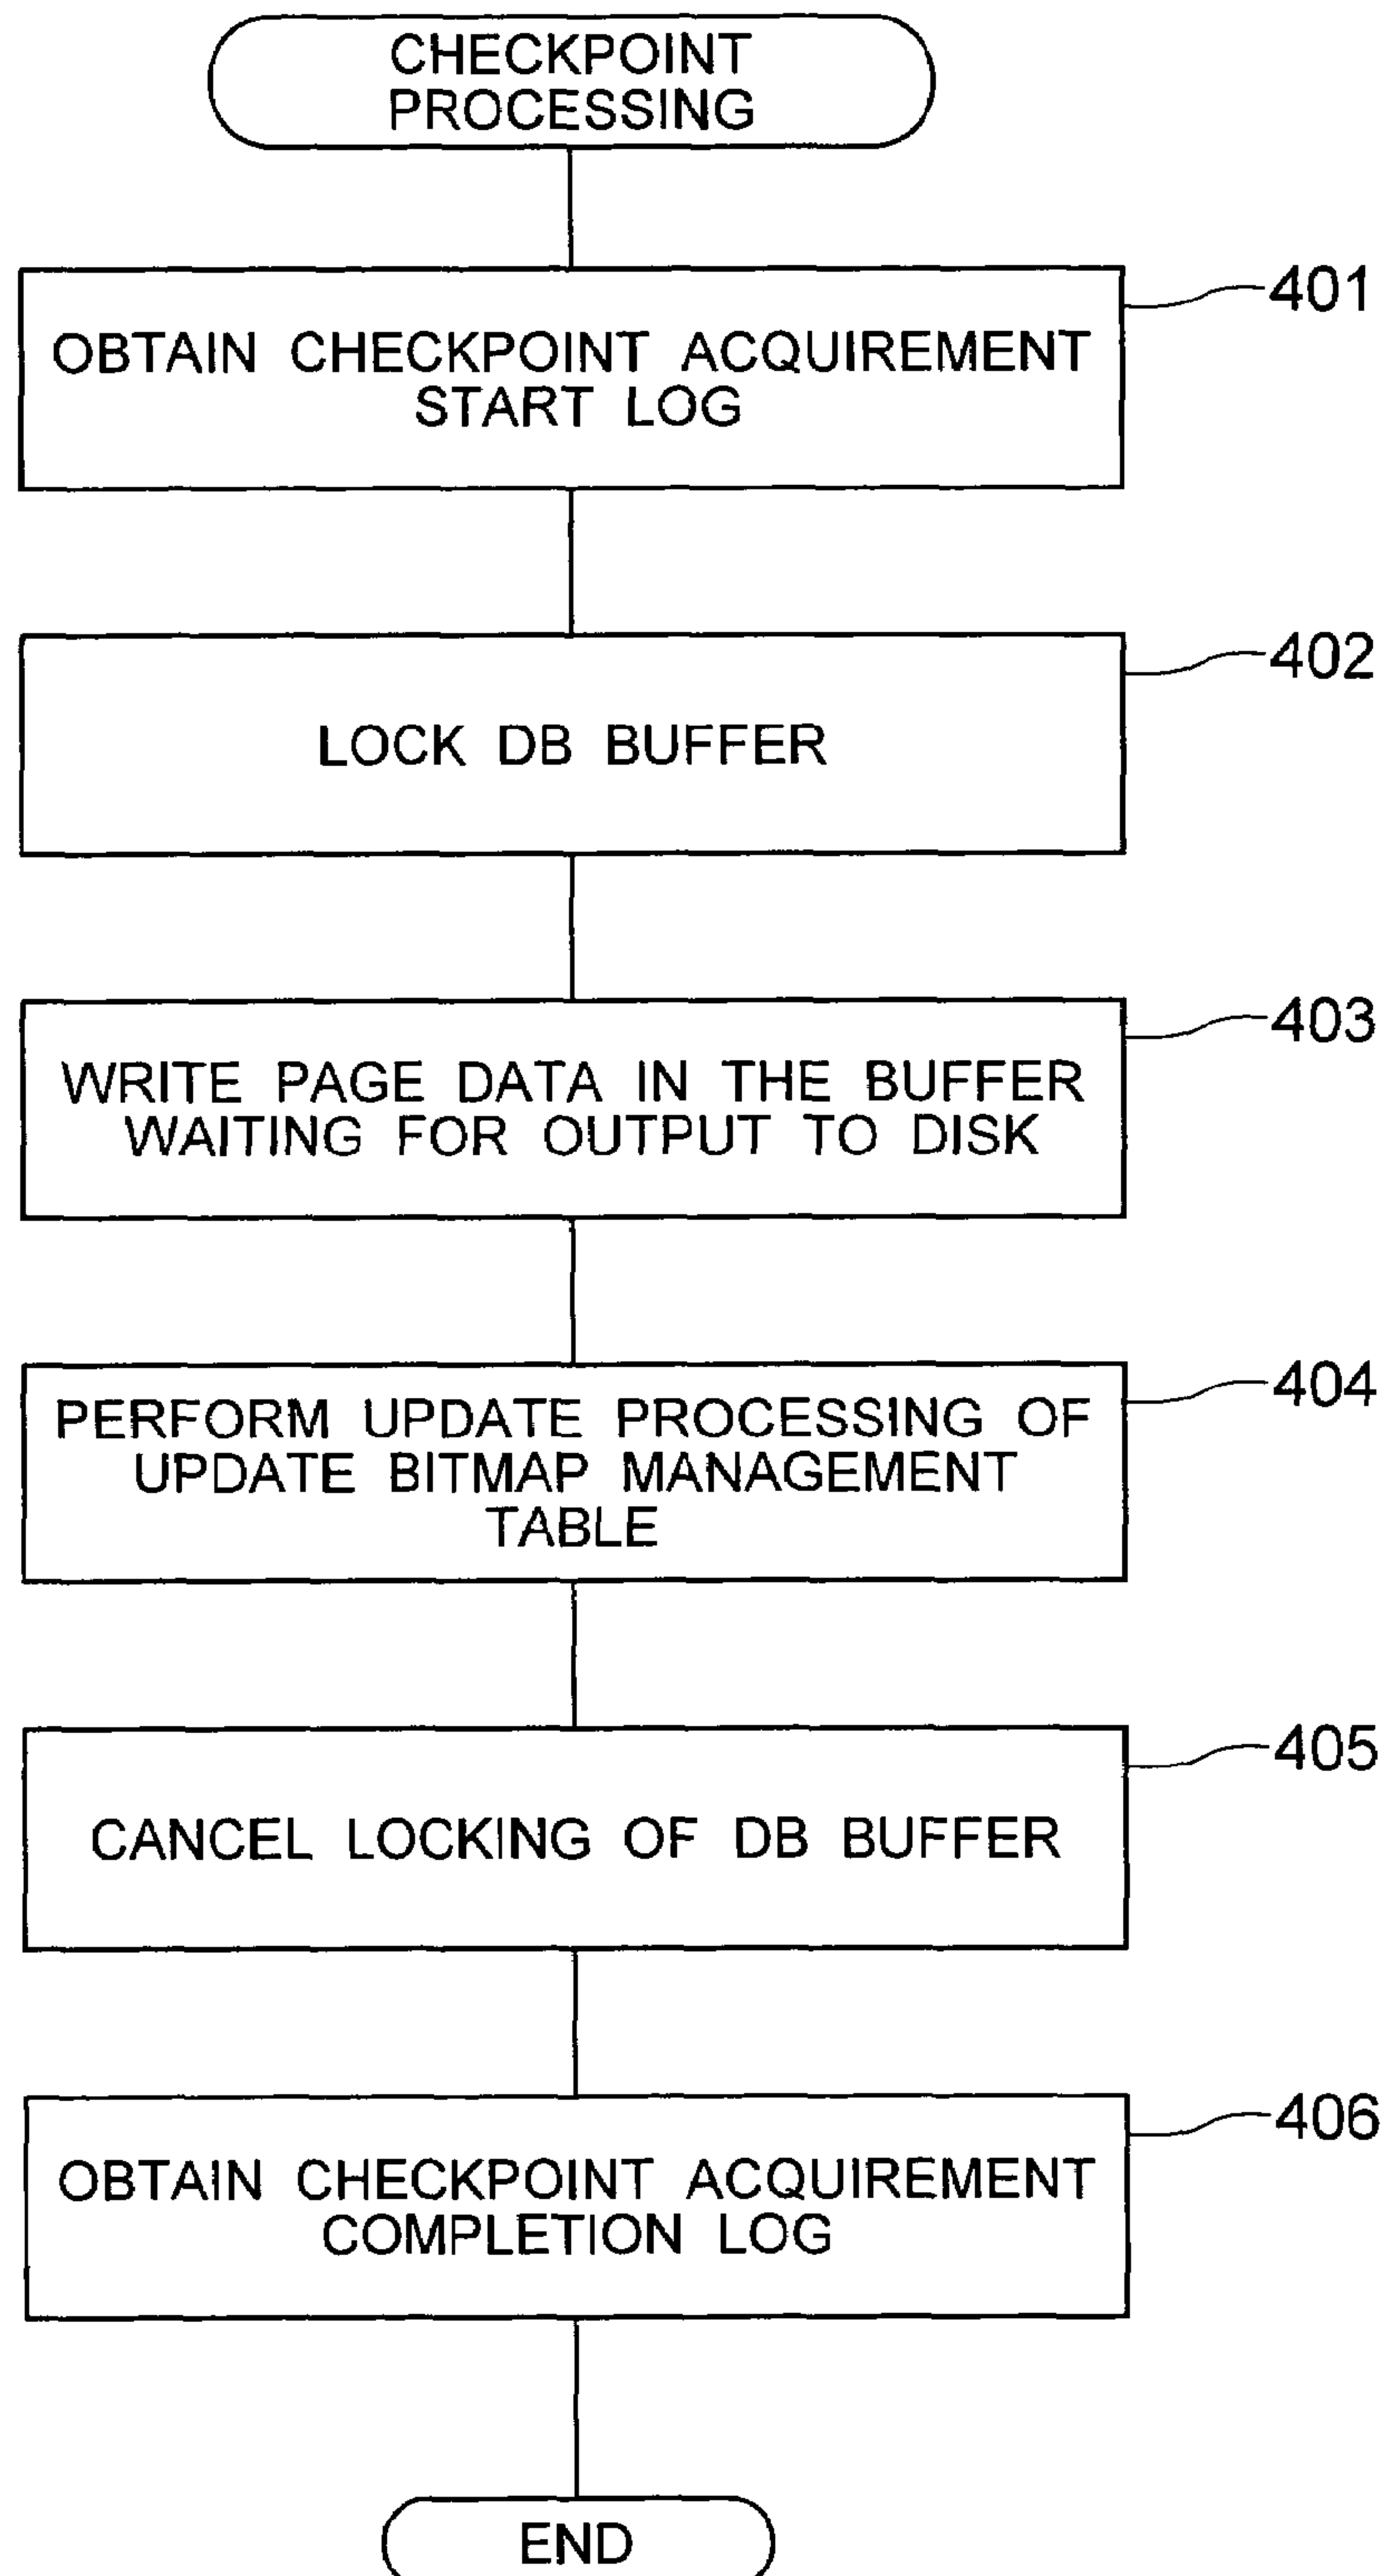 CHECKPOINT
PROCESSING
401
OBTAIN CHECKPOINT ACQUIREMENT
START LOG
402
LOCK DB BUFFER
403
WRITE PAGE DATA IN THE BUFFER
WAITING FOR OUTPUT TO DISK
404
PERFORM UPDATE PROCESSING OF
UPDATE BITMAP MANAGEMENT
TABLE
405
CANCEL LOCKING OF DB BUFFER
406
OBTAIN CHECKPOINT ACQUIREMENT
COMPLETION LOG
END